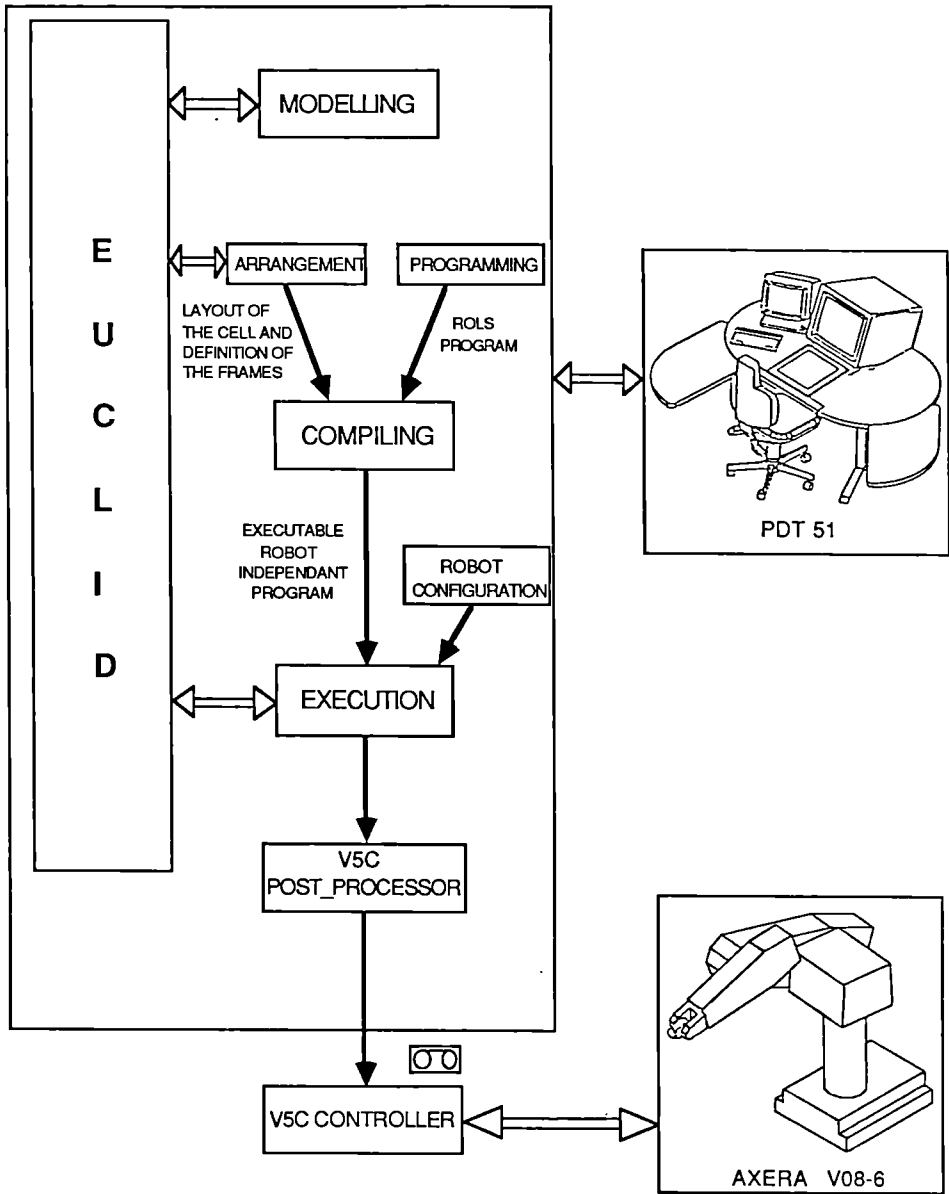 MODELLING
E
U
C
L
I
D
ARRANGEMENT
PROGRAMMING
LAYOUT OF
THE CELL AND
DEFINITION OF
THE FRAMES
ROLS
PROGRAM
COMPILING
EXECUTABLE
ROBOT
INDEPENDANT
PROGRAM
ROBOT
CONFIGURATION
EXECUTION
V5C
POST_PROCESSOR
V5C CONTROLLER
PDT 51
AXERA V08-6